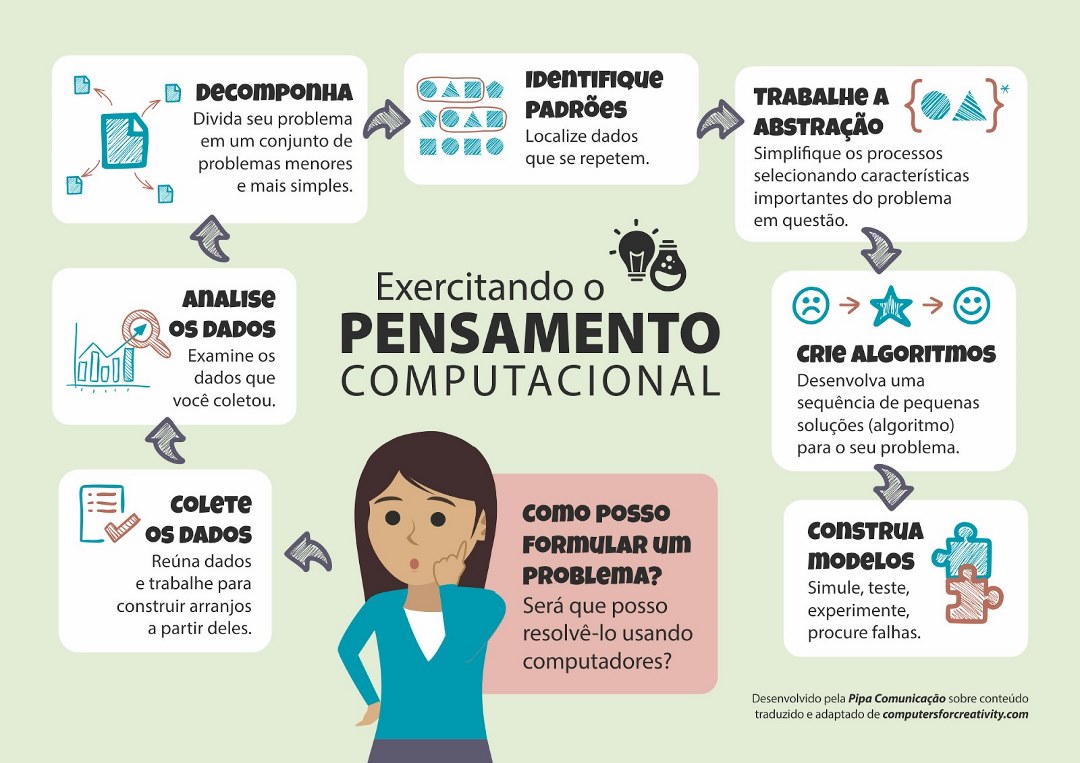 Exercitando o
PENSAMENTO
COMPUTACIONAL
COMO POSSO
FORMULAR UM
PROBLEMA?
Será que posso
resolvê-lo usando
computadores?
COLETE
OS DADOS
Reúna dados
e trabalhe para
construir arranjos
a partir deles.
ANALISE
OS DADOS
Examine os
dados que
você coletou.
DECOMPONHA
Divida seu problema
em um conjunto de
problemas menores
e mais simples.
IDENTIFIQUE
PADRÕES
Localize dados
que se repetem.
TRABALHE A
ABSTRAÇÃO
Simplifique os processos
selecionando características
importantes do problema
em questão.
CRIE ALGORITMOS
Desenvolva uma
sequência de pequenas
soluções (algoritmo)
para o seu problema.
CONSTRUA
MODELOS
Simule, teste,
experimente,
procure falhas.
Desenvolvido pela Pipa Comunicação sobre conteúdo
traduzido e adaptado de computersforcreativity.com